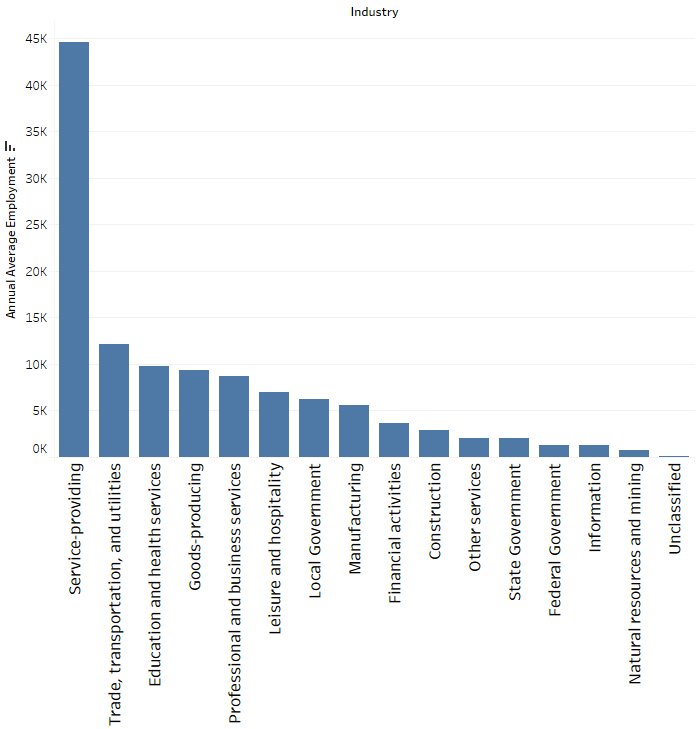 Industry
Annual Average Employment
45K
40K
35K
30K
25K
20K
15K
10K
5K
0K
Service-providing
Trade, transportation, and utilities
Education and health services
Goods-producing
Professional and business services
Leisure and hospitality
Local Government
Manufacturing
Financial activities
Construction
Other services
State Government
Federal Government
Information
Natural resources and mining
Unclassified